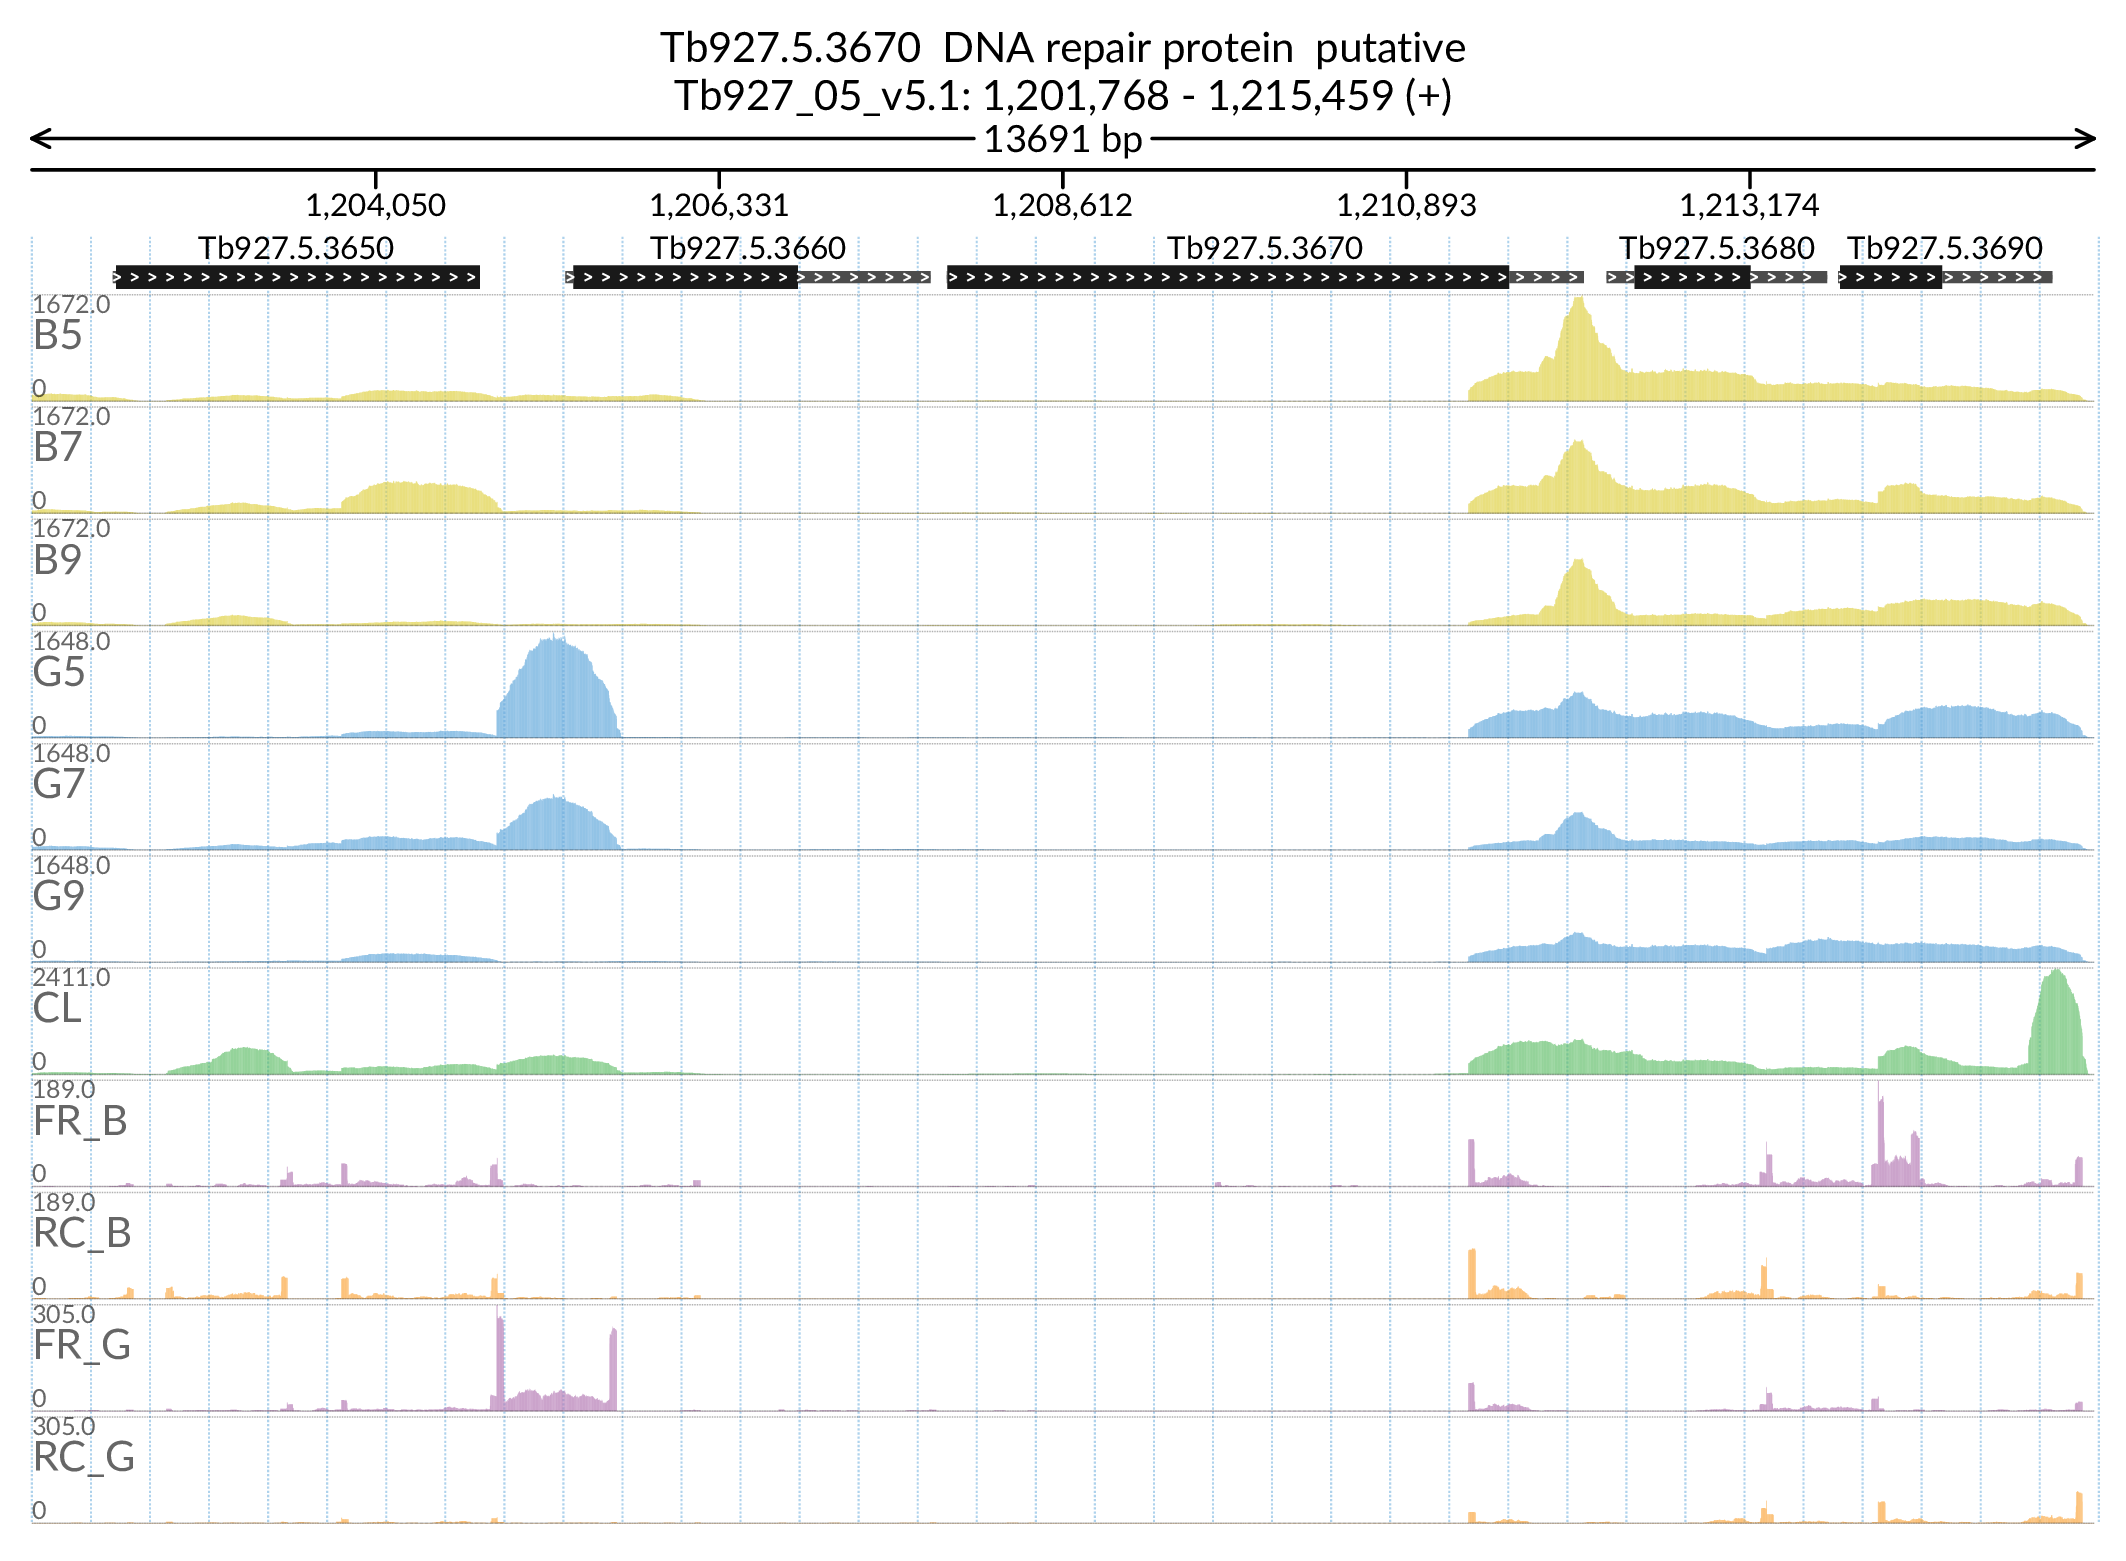 Tb927.5.3670 DNA repair protein putative
Tb927_05_v5.1: 1,201,768 - 1,215,459 (+)
13691 bp
1,204,050 1,206,331 1,208,612 1,210,893 1,213,174
Tb927.5.3650 Tb927.5.3660 Tb927.5.3670 Tb927.5.3680 Tb927.5.3690
1672.0
B5
0
1672.0
B7
0
1672.0
B9
0
1648.0
G5
0
1648.0
G7
0
1648.0
G9
0
2411.0
CL
0
189.0
FR_B
0
189.0
RC_B
0
305.0
FR_G
0
305.0
RC_G
0